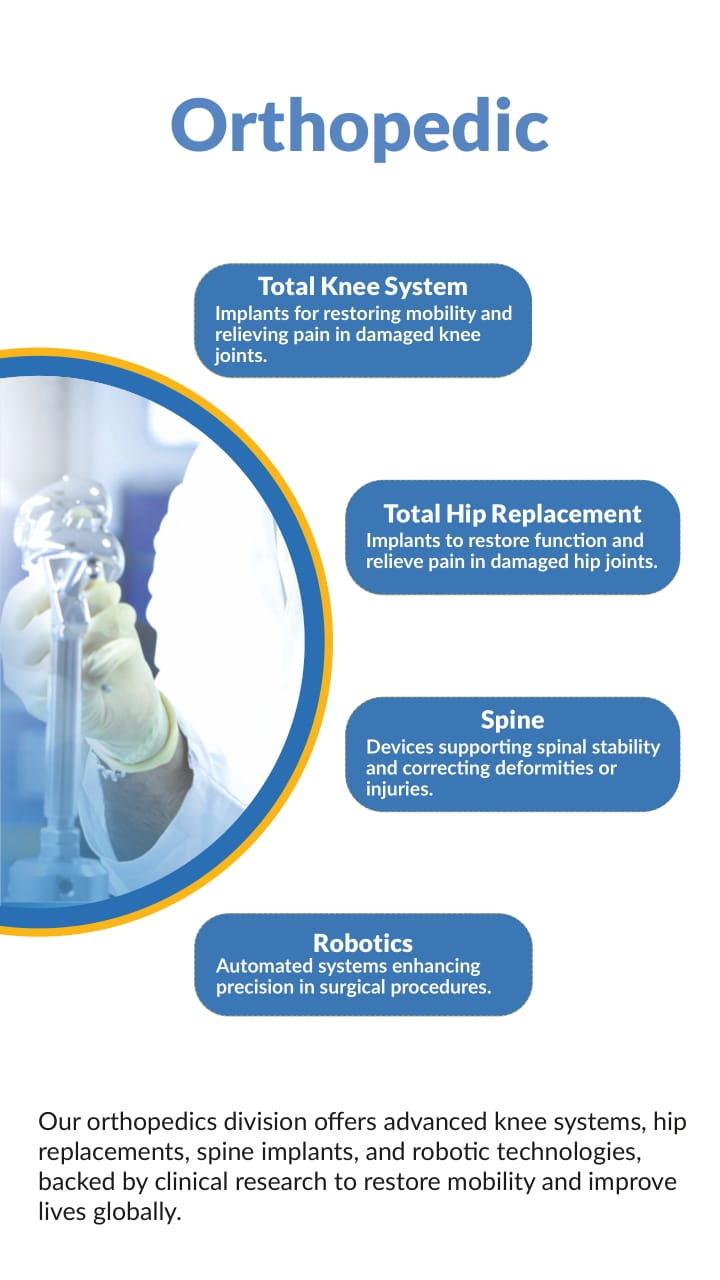 Orthopedic
Total Knee System
Implants for restoring mobility and
relieving pain in damaged knee
joints.
Total Hip Replacement
Implants to restore function and
relieve pain in damaged hip joints.
Spine
Devices supporting spinal stability
and correcting deformities or
injuries.
Robotics
Automated systems enhancing
precision in surgical procedures.
Our orthopedics division offers advanced knee systems, hip
replacements, spine implants, and robotic technologies,
backed by clinical research to restore mobility and improve
lives globally.